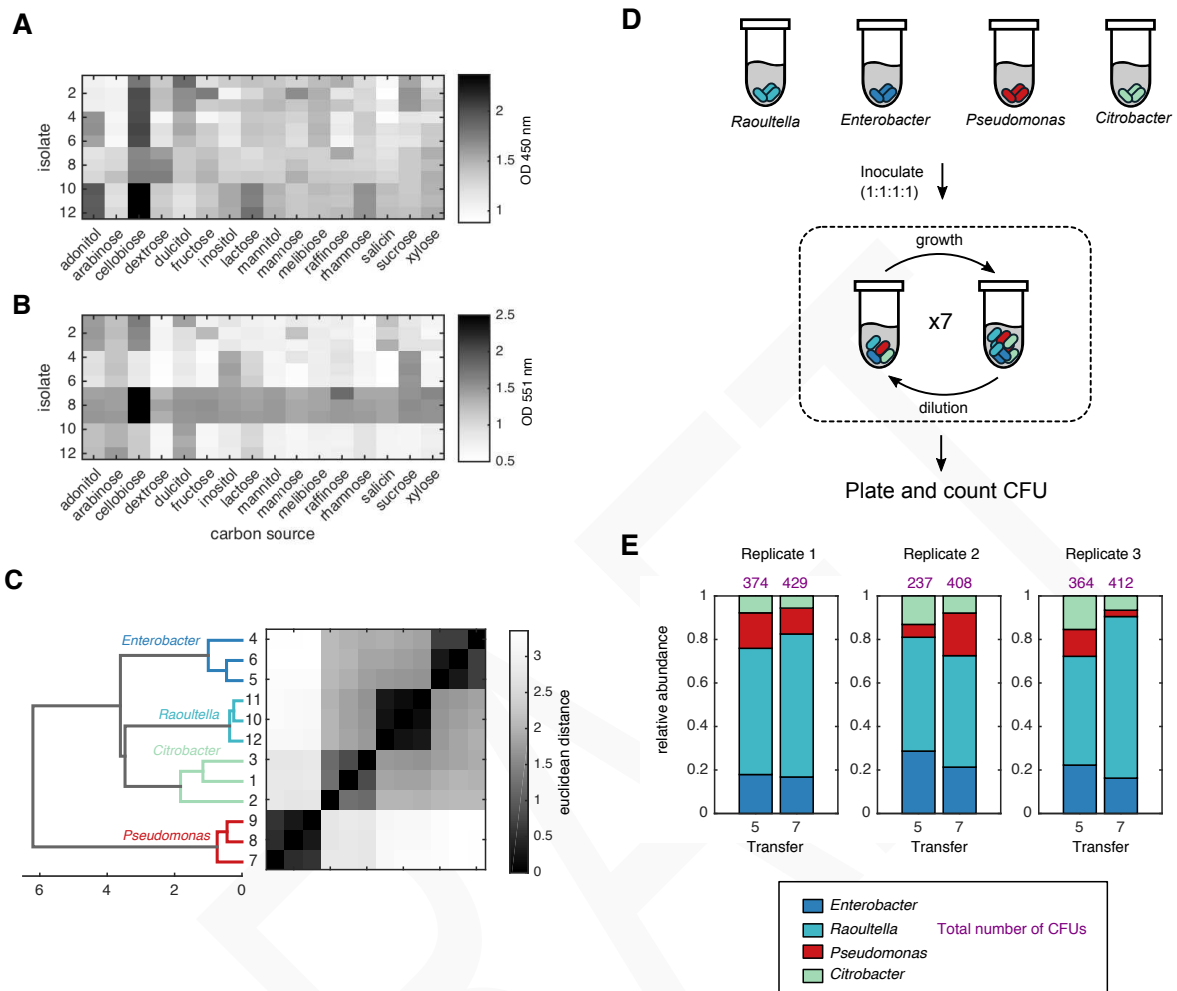 A
isolate
2
4
6
8
10
12
adonitol
arabinose
cellobiose
dextrose
dulcitol
fructose
inositol
lactose
mannitol
mannose
melibiose
raffinose
rhamnose
salicin
sucrose
xylose
2
1.5
1
OD 450 nm
B
isolate
2
4
6
8
10
12
adonitol
arabinose
cellobiose
dextrose
dulcitol
fructose
inositol
lactose
mannitol
mannose
melibiose
raffinose
rhamnose
salicin
sucrose
xylose
carbon source
2.5
2
1.5
1
0.5
OD 551 nm
C
Enterobacter
Raoultella
Citrobacter
Pseudomonas
4
6
5
11
10
12
3
1
2
9
8
7
6
4
2
0
3
2.5
2
1.5
1
0.5
0
euclidean distance
D
Raoultella
Enterobacter
Pseudomonas
Citrobacter
Inoculate
(1:1:1:1)
growth
x7
dilution
Plate and count CFU
E
Replicate 1
Replicate 2
Replicate 3
374 429
237 408
364 412
relative abundance
1
0.8
0.6
0.4
0.2
0
5 7
Transfer
1
0.8
0.6
0.4
0.2
0
5 7
Transfer
1
0.8
0.6
0.4
0.2
0
5 7
Transfer
Enterobacter
Raoultella
Pseudomonas
Citrobacter
Total number of CFUs